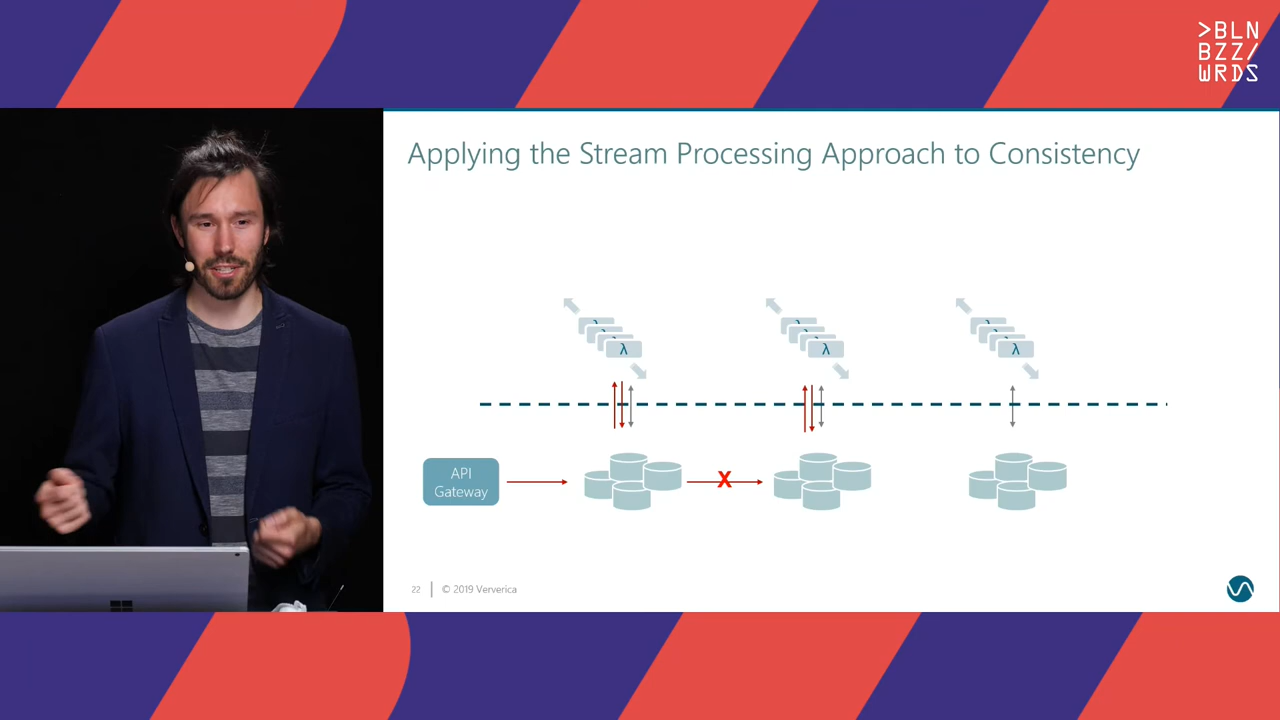 >BLN
BZZ/
WRDS
Applying the Stream Processing Approach to Consistency
λ
λ
λ
API
Gateway
X
22
© 2019 Ververica